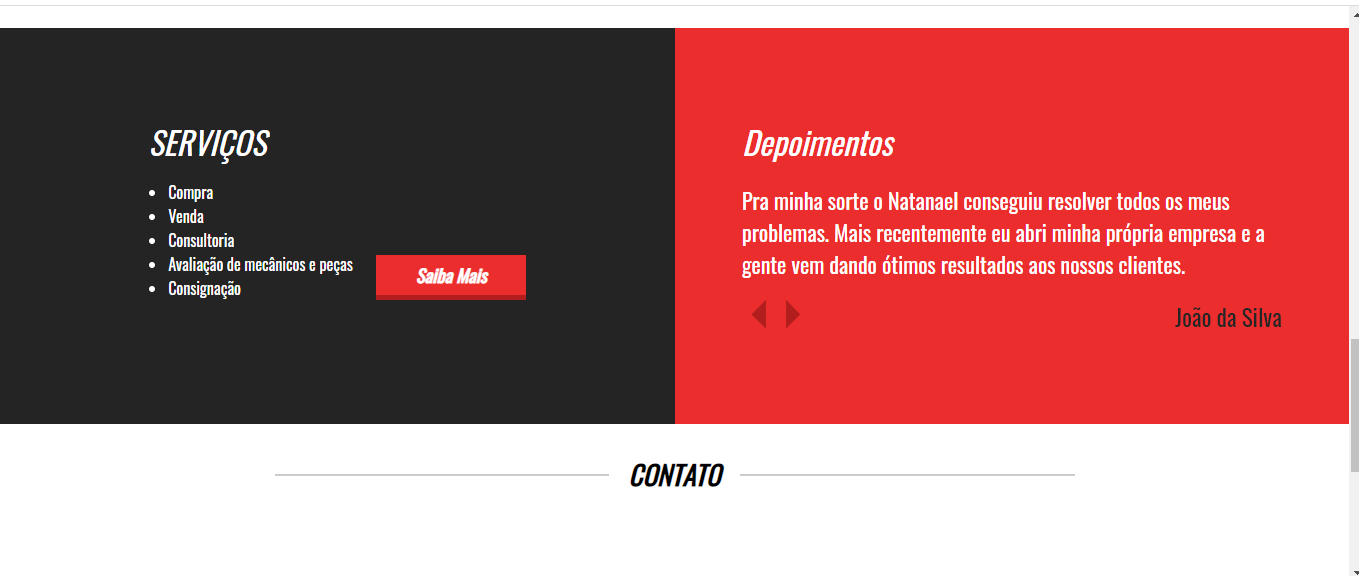 SERVIÇOS
Compra
Venda
Consultoria
Avaliação de mecânicos e peças
Consignação
Saiba Mais
Depoimentos
Pra minha sorte o Natanael conseguiu resolver todos os meus
problemas. Mais recentemente eu abri minha própria empresa e a
gente vem dando ótimos resultados aos nossos clientes.
João da Silva
CONTATO